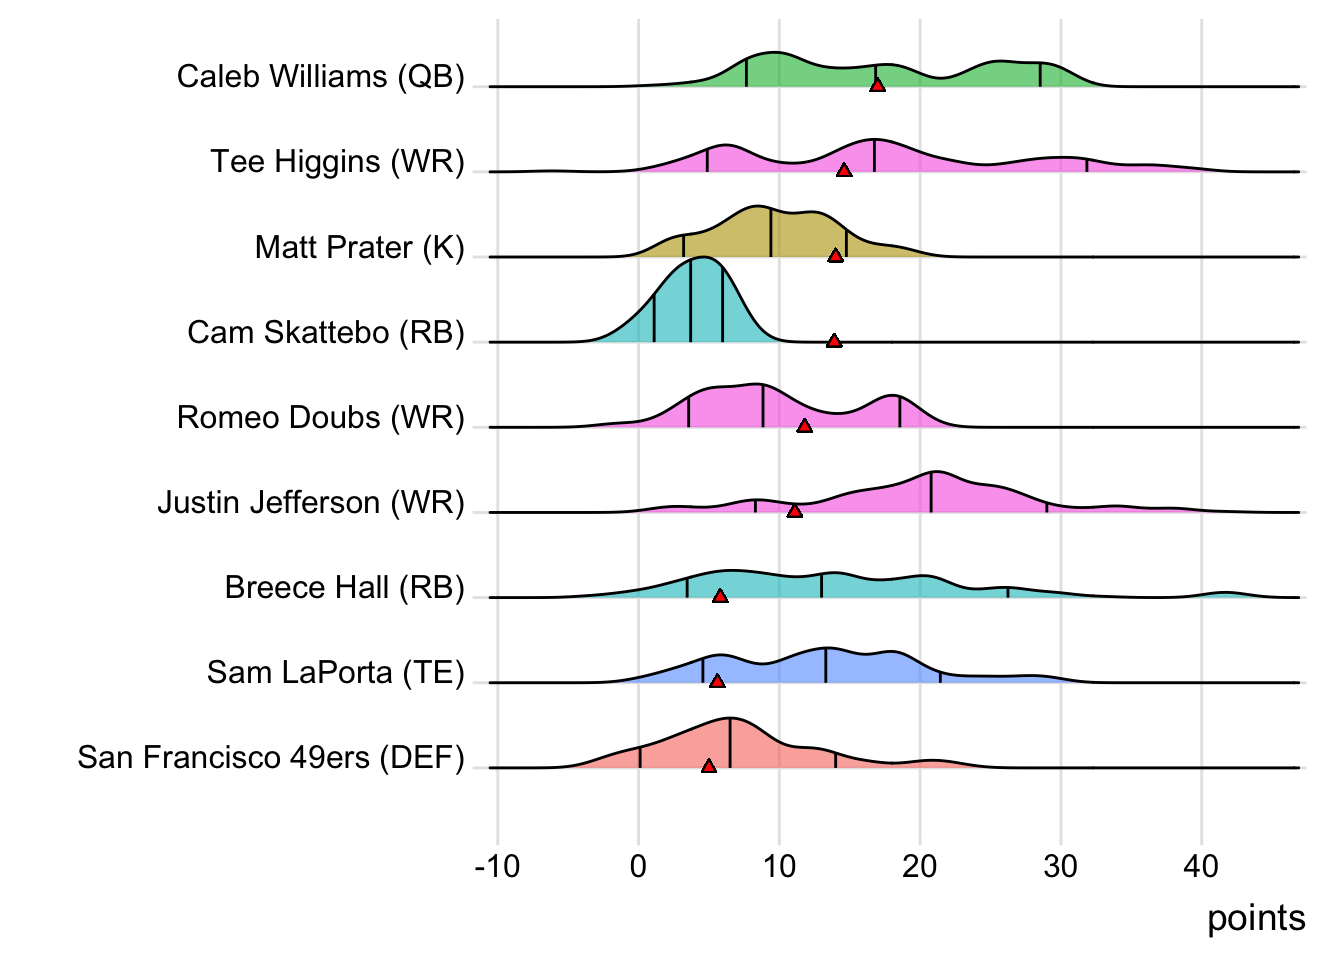 Caleb Williams (QB)
Tee Higgins (WR)
Matt Prater (K)
Cam Skattebo (RB)
Romeo Doubs (WR)
Justin Jefferson (WR)
Breece Hall (RB)
Sam LaPorta (TE)
San Francisco 49ers (DEF)
-10 0 10 20 30 40
points